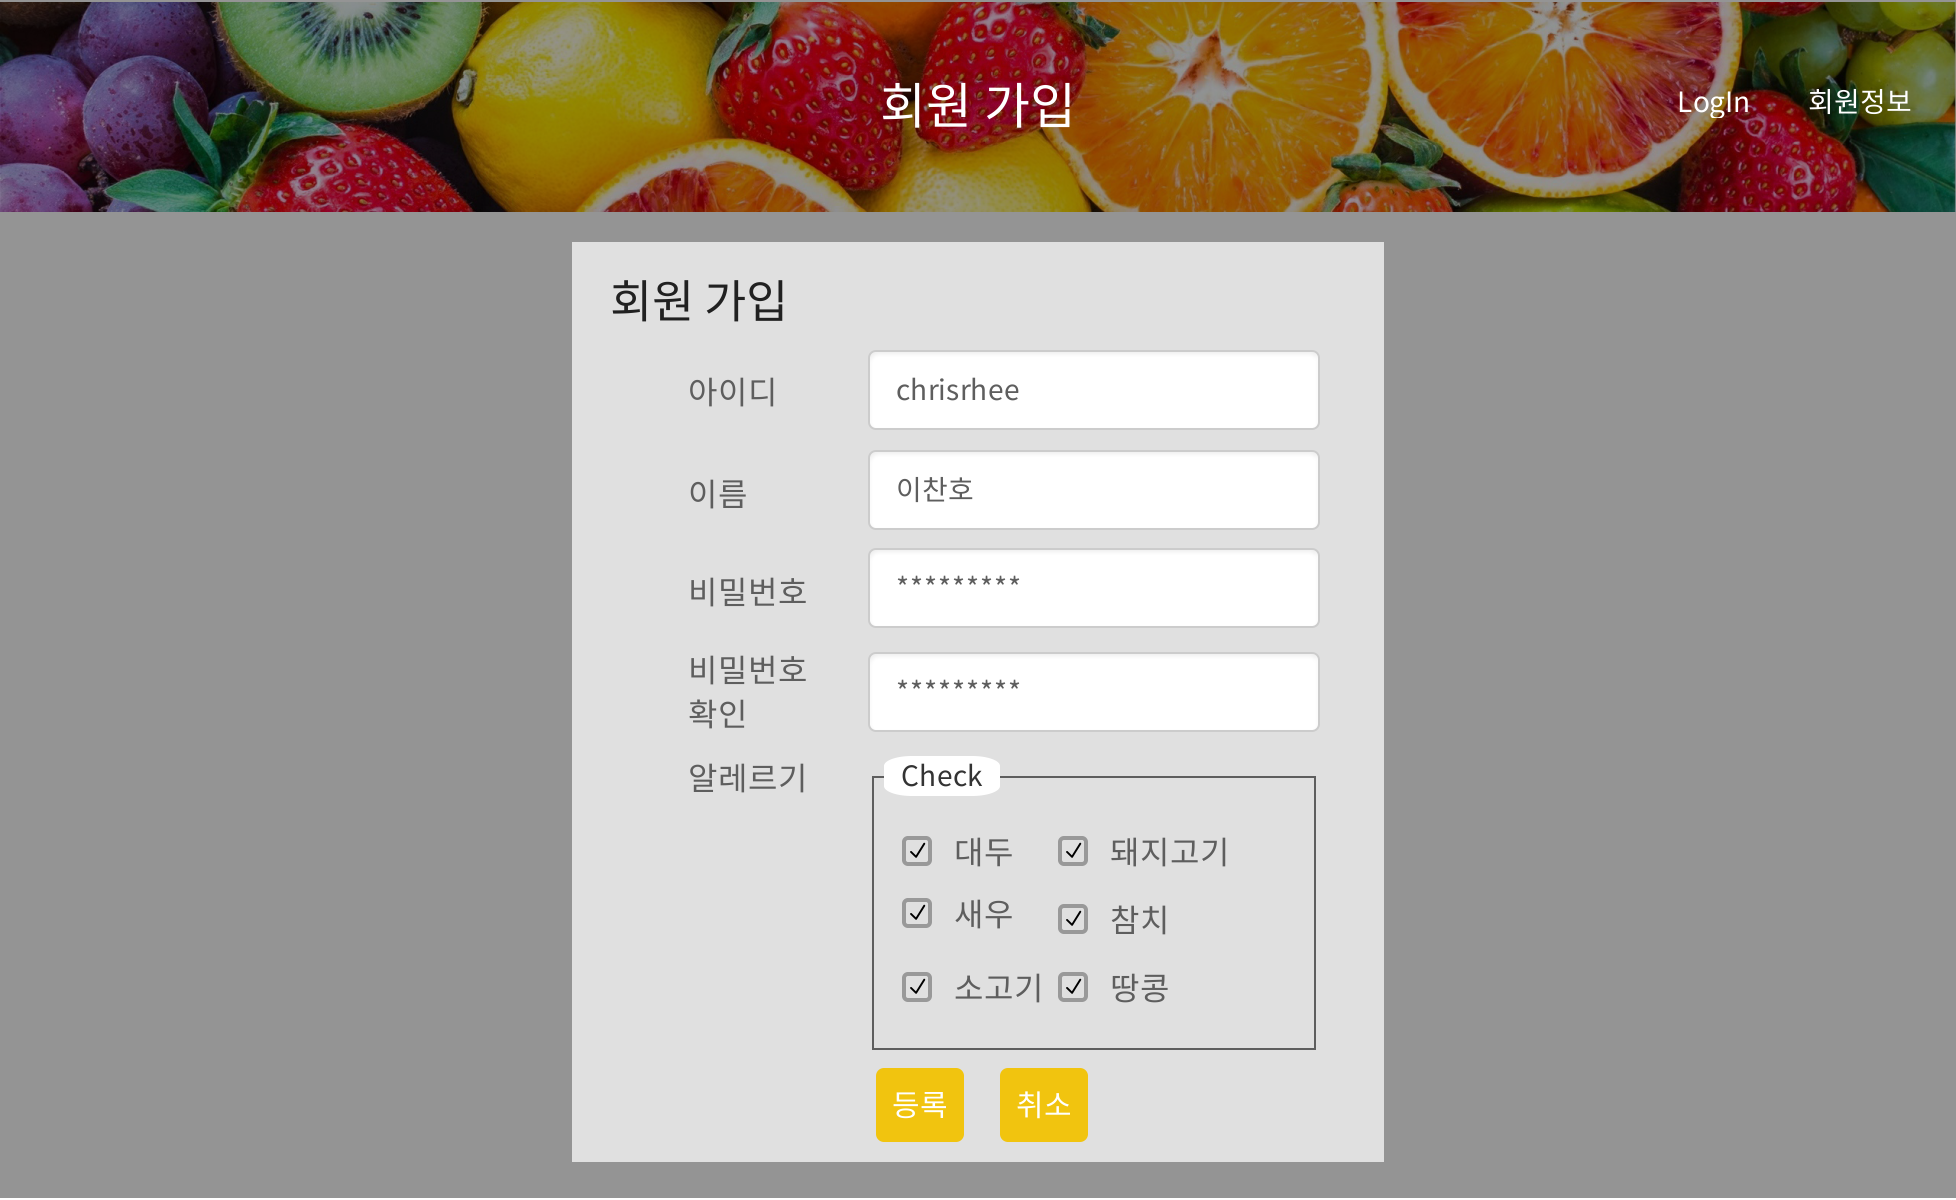 회원 가입
LogIn
회원정보
회원 가입
아이디
chrisrhee
이름
이찬호
비밀번호
*********
비밀번호
확인
*********
알레르기
Check
대두
돼지고기
새우
참치
소고기
땅콩
등록
취소